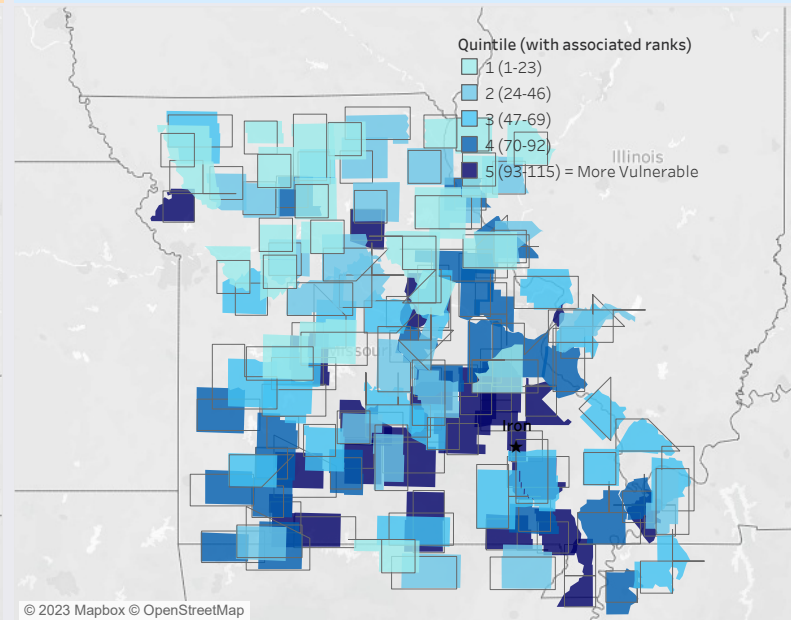 Quintile (with associated ranks)
1 (1-23)
2 (24-46)
3 (47-69)
4 (70-92)
5 (93-115) = More Vulnerable
Illinois
Missouri
Iron
© 2023 Mapbox © OpenStreetMap